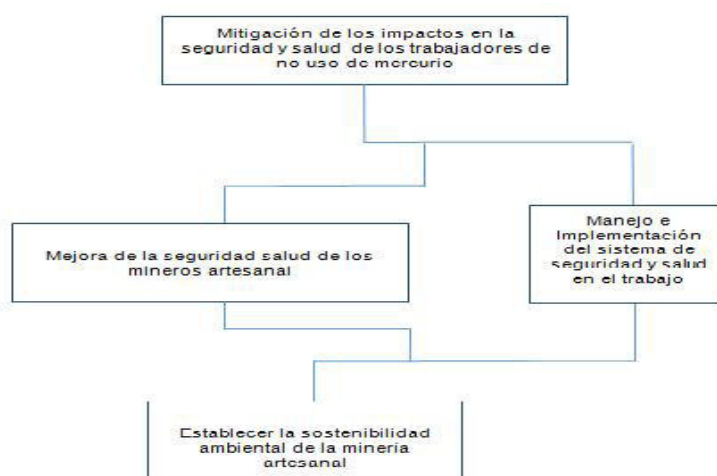 Mitigación de los impactos en la
seguridad y salud de los trabajadores de
no uso de mercurio
Mejora de la seguridad salud de los
mineros artesanal
Manejo e
Implementación
del sistema de
seguridad y salud
en el trabajo
Establecer la sostenibilidad
ambiental de la minería
artesanal